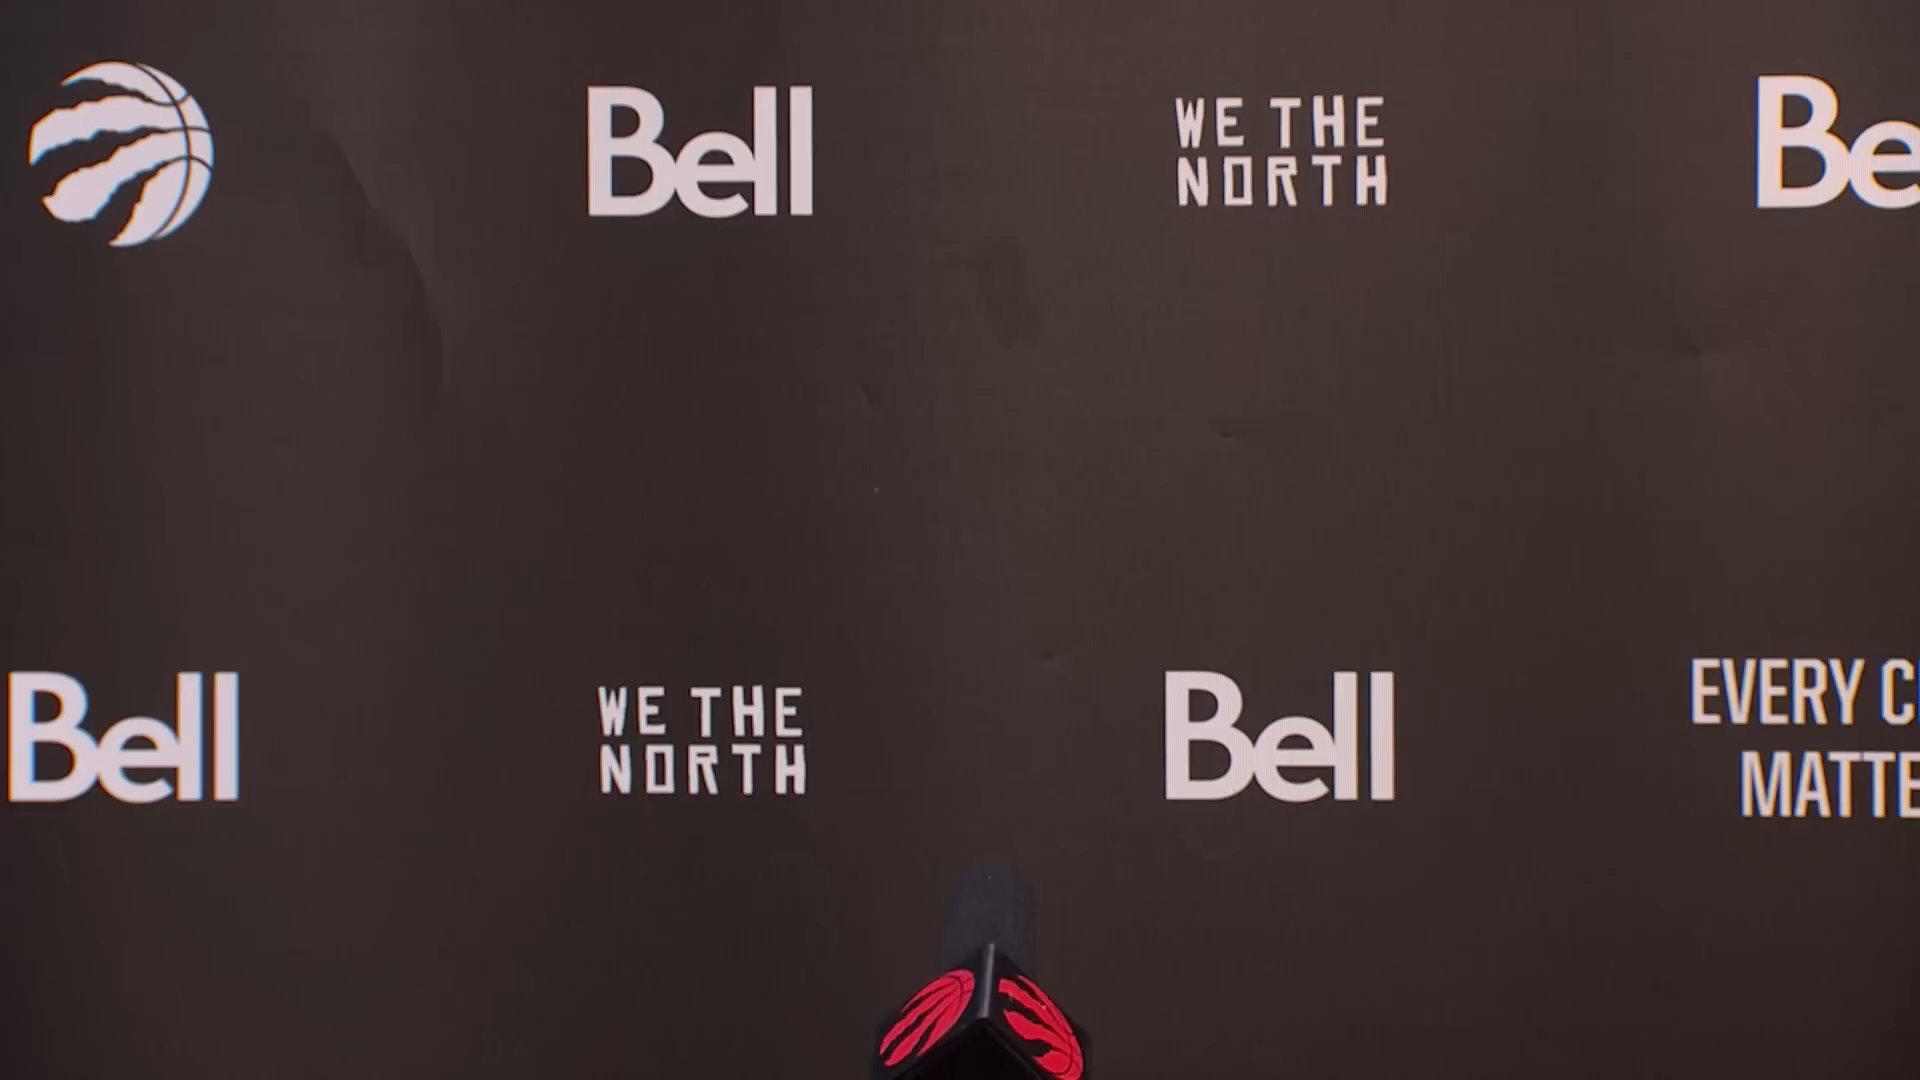 Bell
WE THE
NORTH
Be
Bell
WE THE
NORTH
Bell
EVERY C
MATTE